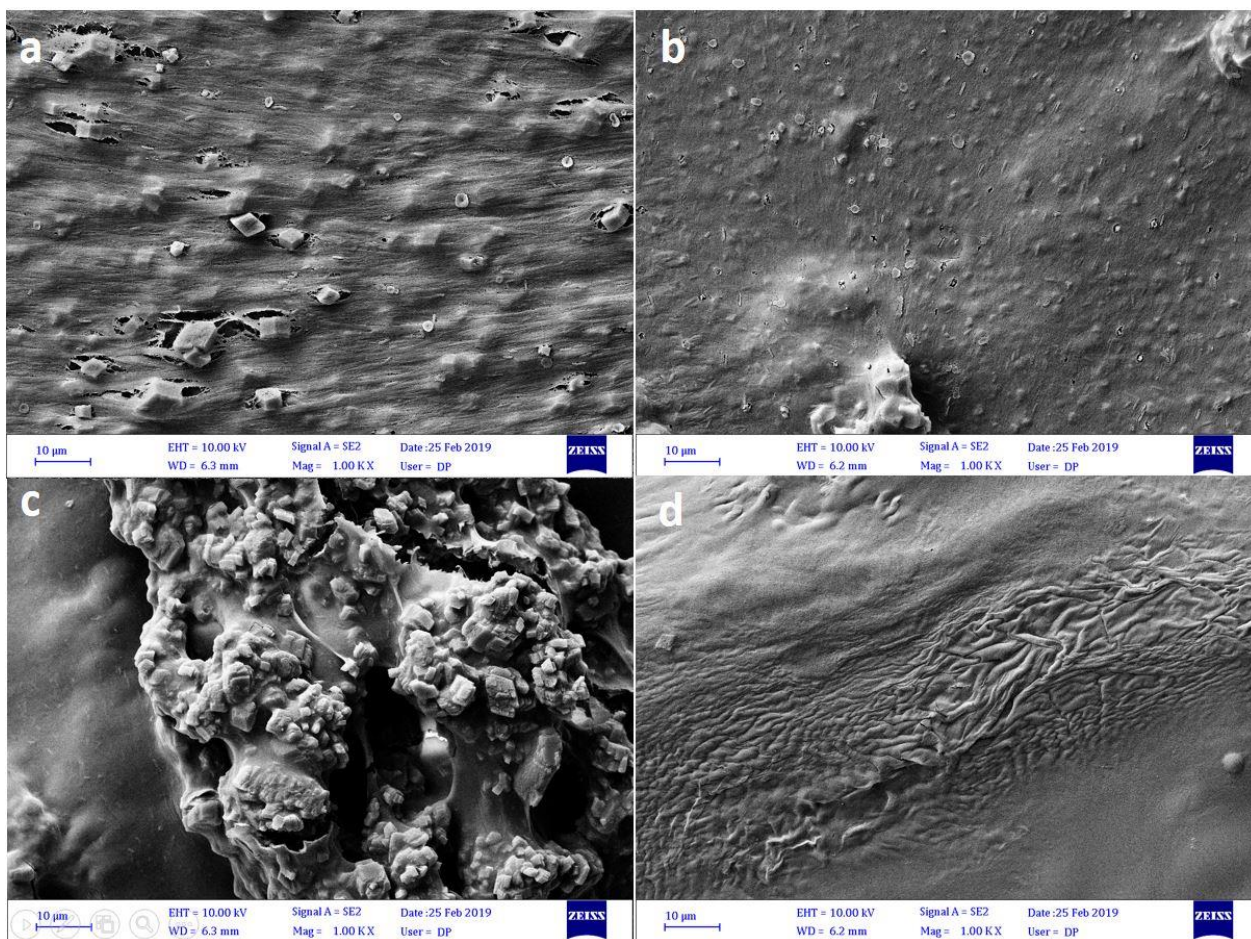 a
b
10 µm
EHT = 10.00 kV Signal A = SE2 Date :25 Feb 2019
WD = 6.3 mm Mag = 1.00 K X User = DP
ZEISS
10 µm
EHT = 10.00 kV Signal A = SE2 Date :25 Feb 2019
WD = 6.2 mm Mag = 1.00 K X User = DP
ZEISS
c
d
10 µm
EHT = 10.00 kV Signal A = SE2 Date :25 Feb 2019
WD = 6.3 mm Mag = 1.00 K X User = DP
ZEISS
10 µm
EHT = 10.00 kV Signal A = SE2 Date :25 Feb 2019
WD = 6.2 mm Mag = 1.00 K X User = DP
ZEISS